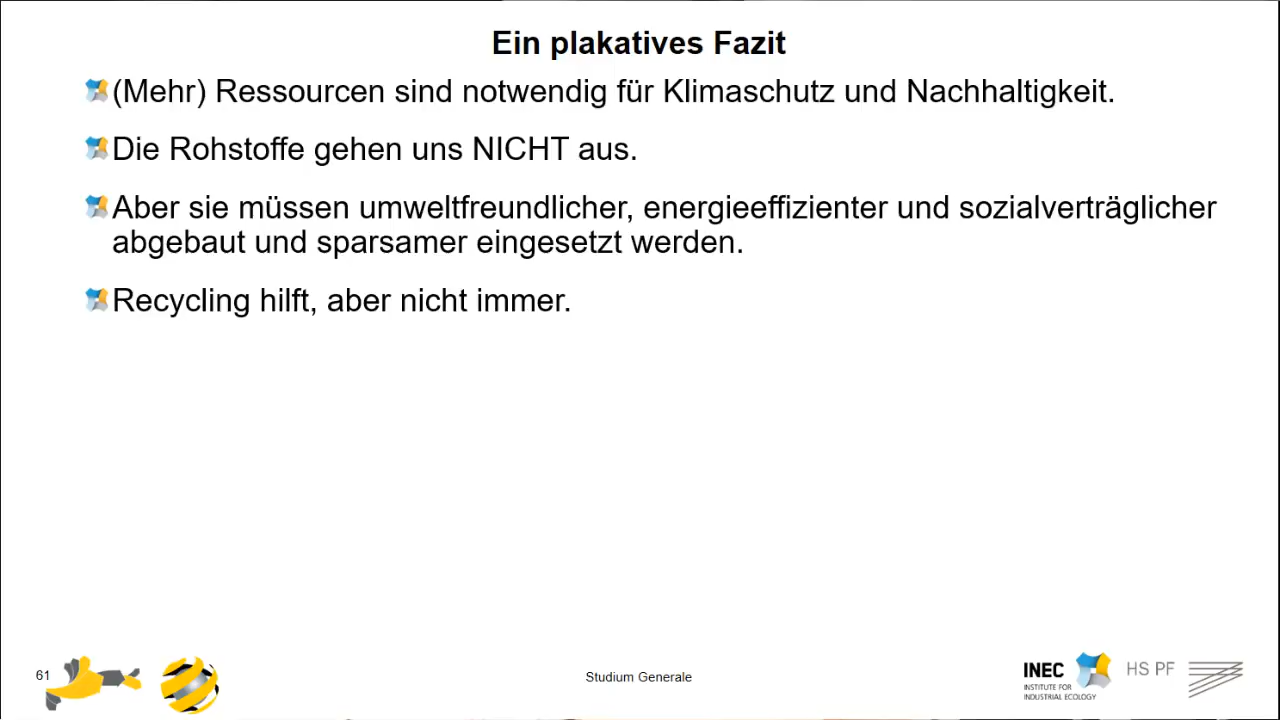 Ein plakatives Fazit
(Mehr) Ressourcen sind notwendig für Klimaschutz und Nachhaltigkeit.
Die Rohstoffe gehen uns NICHT aus.
Aber sie müssen umweltfreundlicher, energieeffizienter und sozialverträglicher
abgebaut und sparsamer eingesetzt werden.
Recycling hilft, aber nicht immer.
61
Studium Generale
INEC
INSTITUTE FOR
INDUSTRIAL ECOLOGY
HS PF